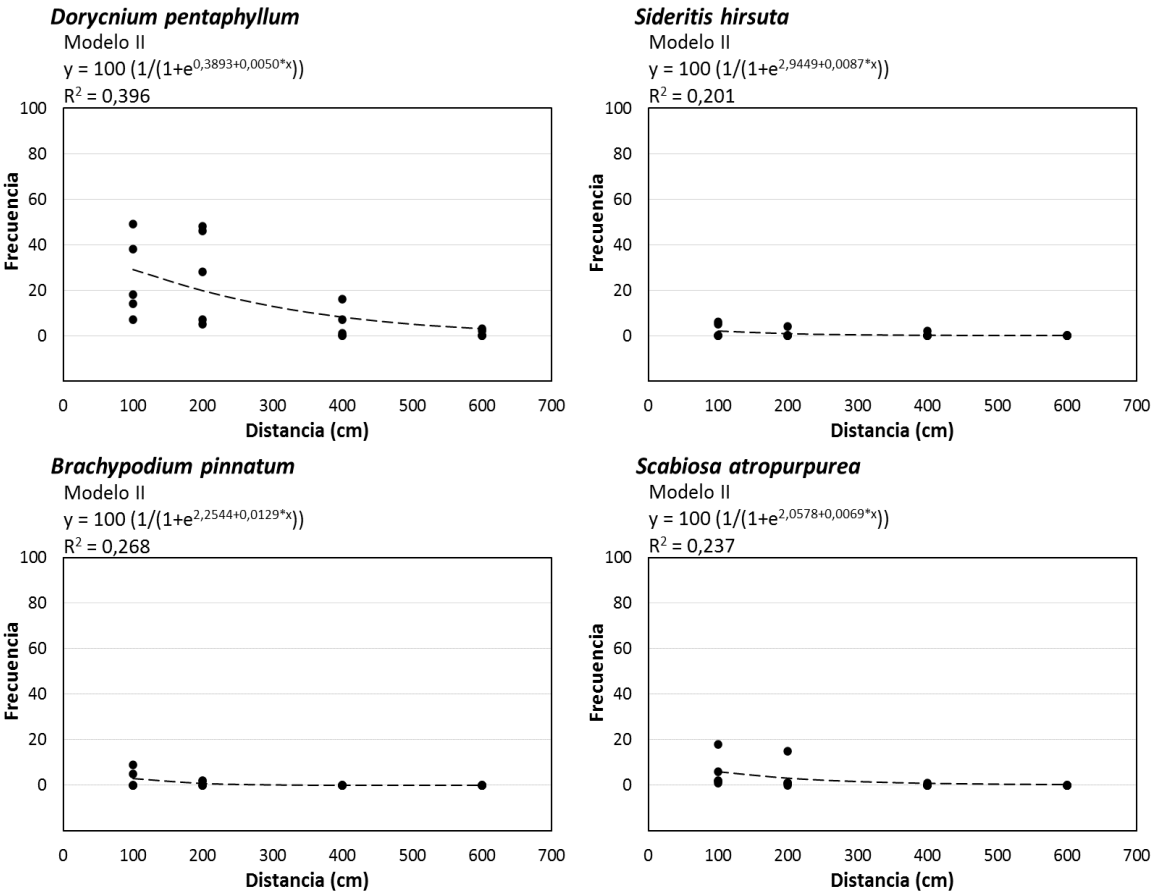 Dorycnium pentaphyllum
Modelo II
y = 100 (1/(1+e^0,3893+0,0050*x))
R² = 0,396
100
80
60
40
20
0
Frecuencia
0 100 200 300 400 500 600 700
Distancia (cm)
Sideritis hirsuta
Modelo II
y = 100 (1/(1+e^2,9449+0,0087*x))
R² = 0,201
100
80
60
40
20
0
Frecuencia
0 100 200 300 400 500 600 700
Distancia (cm)
Brachypodium pinnatum
Modelo II
y = 100 (1/(1+e^2,2544+0,0129*x))
R² = 0,268
100
80
60
40
20
0
Frecuencia
0 100 200 300 400 500 600 700
Distancia (cm)
Scabiosa atropurpurea
Modelo II
y = 100 (1/(1+e^2,0578+0,0069*x))
R² = 0,237
100
80
60
40
20
0
Frecuencia
0 100 200 300 400 500 600 700
Distancia (cm)